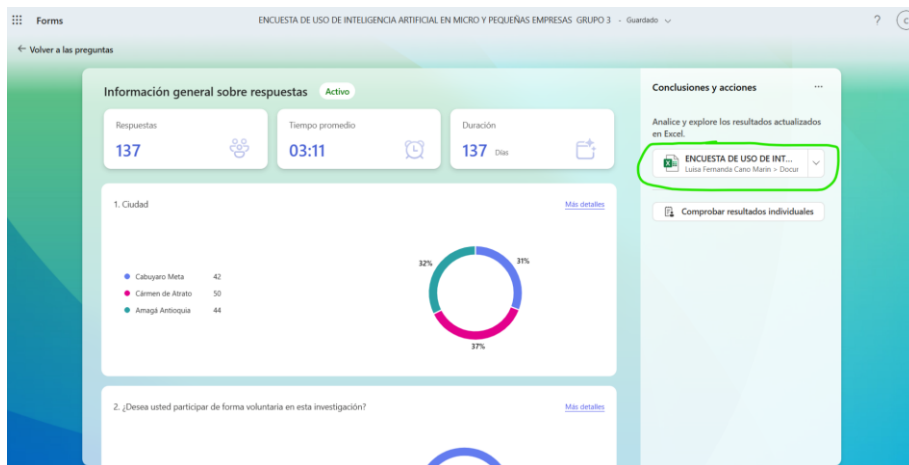 Forms
ENCUESTA DE USO DE INTELIGENCIA ARTIFICIAL EN MICRO Y PEQUEÑAS EMPRESAS GRUPO 3 - Guardado
?
Volver a las preguntas
Información general sobre respuestas
Activo
Respuestas
137
Tiempo promedio
03:11
Duración
137 Días
1. Ciudad
Más detalles
Cabuyaro Meta 42
Cármen de Atrato 50
Amagá Antioquia 44
32%
31%
37%
2. ¿Desea usted participar de forma voluntaria en esta investigación?
Más detalles
Conclusiones y acciones
...
Analice y explore los resultados actualizados
en Excel.
ENCUESTA DE USO DE INT...
Luisa Fernanda Cano Marin > Docur
Comprobar resultados individuales